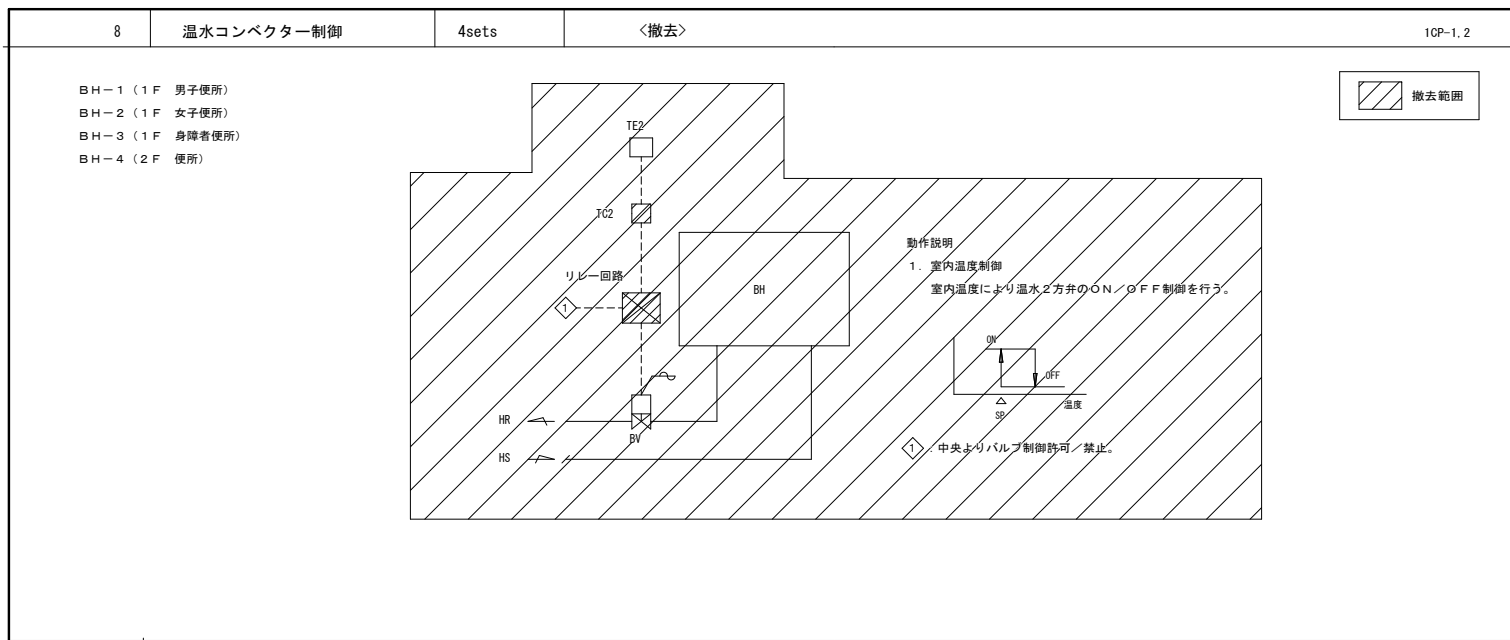 8 温水コンベクター制御 4sets <撤去> 1CP-1,2
BH-1(1F 男子便所)
BH-2(1F 女子便所)
BH-3(1F 身障者便所)
BH-4(2F 便所)
撤去範囲
TE2
TC2
リレー回路
1
BH
HR
BV
HS
動作説明
1.室内温度制御
室内温度により温水2方弁のON/OFF制御を行う。
ON
OFF
温度
SP
1 .中央よりバルブ制御許可/禁止。